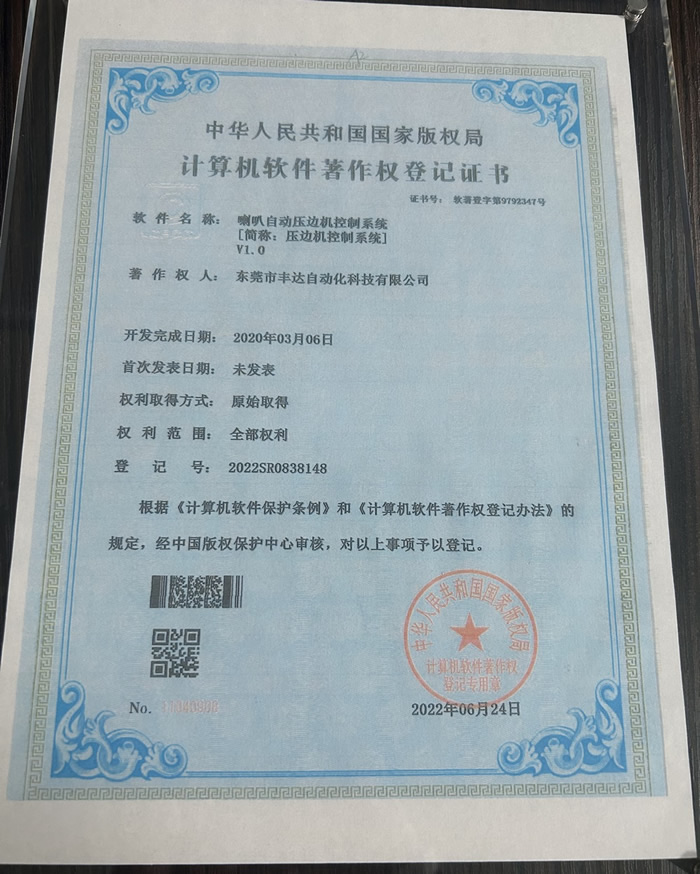 中华人民共和国国家版权局
计算机软件著作权登记证书
证书号： 软著登字第9792347号
软件名称： 喇叭自动压边机控制系统
[简称：压边机控制系统]
V1.0
著作权人： 东莞市丰达自动化科技有限公司
开发完成日期： 2020年03月06日
首次发表日期： 未发表
权利取得方式： 原始取得
权利范围： 全部权利
登记号： 2022SR0838148
根据《计算机软件保护条例》和《计算机软件著作权登记办法》的
规定，经中国版权保护中心审核，对以上事项予以登记。
中华人民共和国国家版权局
计算机软件著作权
登记专用章
No.
2022年06月24日